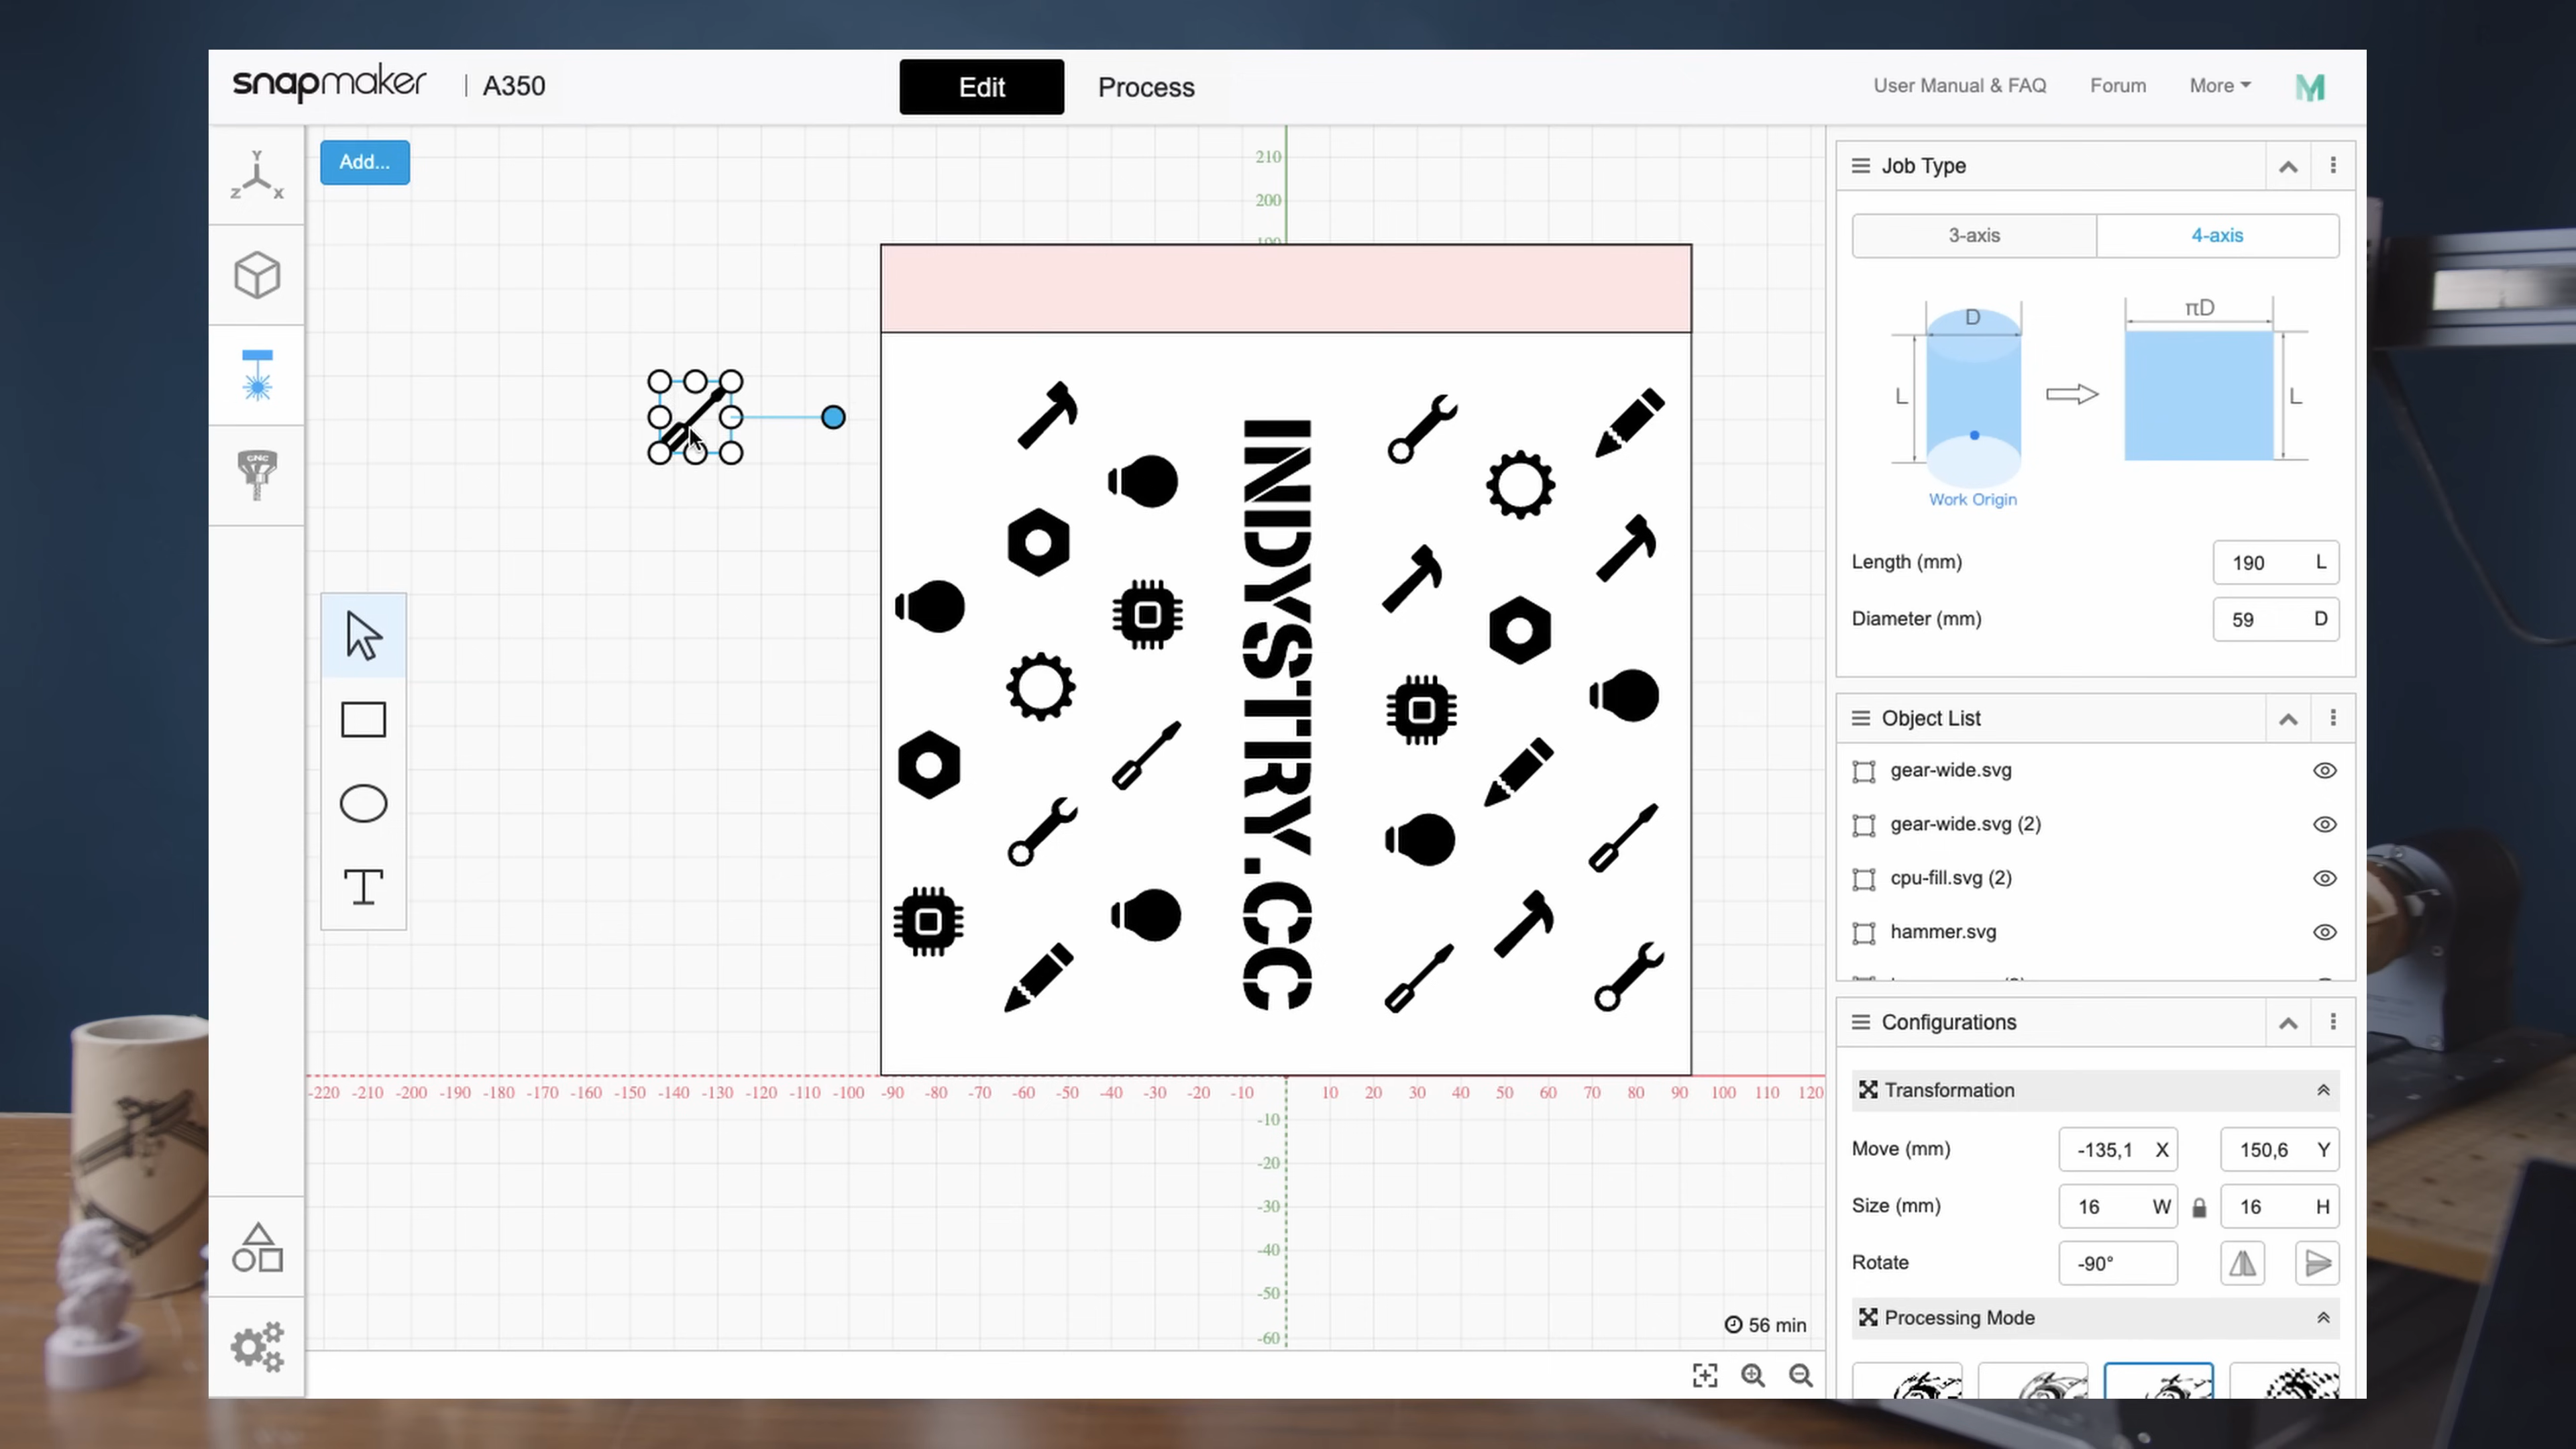 snapmaker | A350
Edit
Process
User Manual & FAQ
Forum
More
Add...
210
200
190
INDYSTRY.CC
-220 -210 -200 -190 -180 -170 -160 -150 -140 -130 -120 -110 -100 -90 -80 -70 -60 -50 -40 -30 -20 -10 10 20 30 40 50 60 70 80 90 100 110 120
-10
-20
-30
-40
-50
-60
56 min
Y
Z X
CNC
T
Job Type
3-axis
4-axis
D
πD
L
L
Work Origin
Length (mm) 190 L
Diameter (mm) 59 D
Object List
gear-wide.svg
gear-wide.svg (2)
cpu-fill.svg (2)
hammer.svg
Configurations
Transformation
Move (mm) -135,1 X 150,6 Y
Size (mm) 16 W 16 H
Rotate -90°
Processing Mode